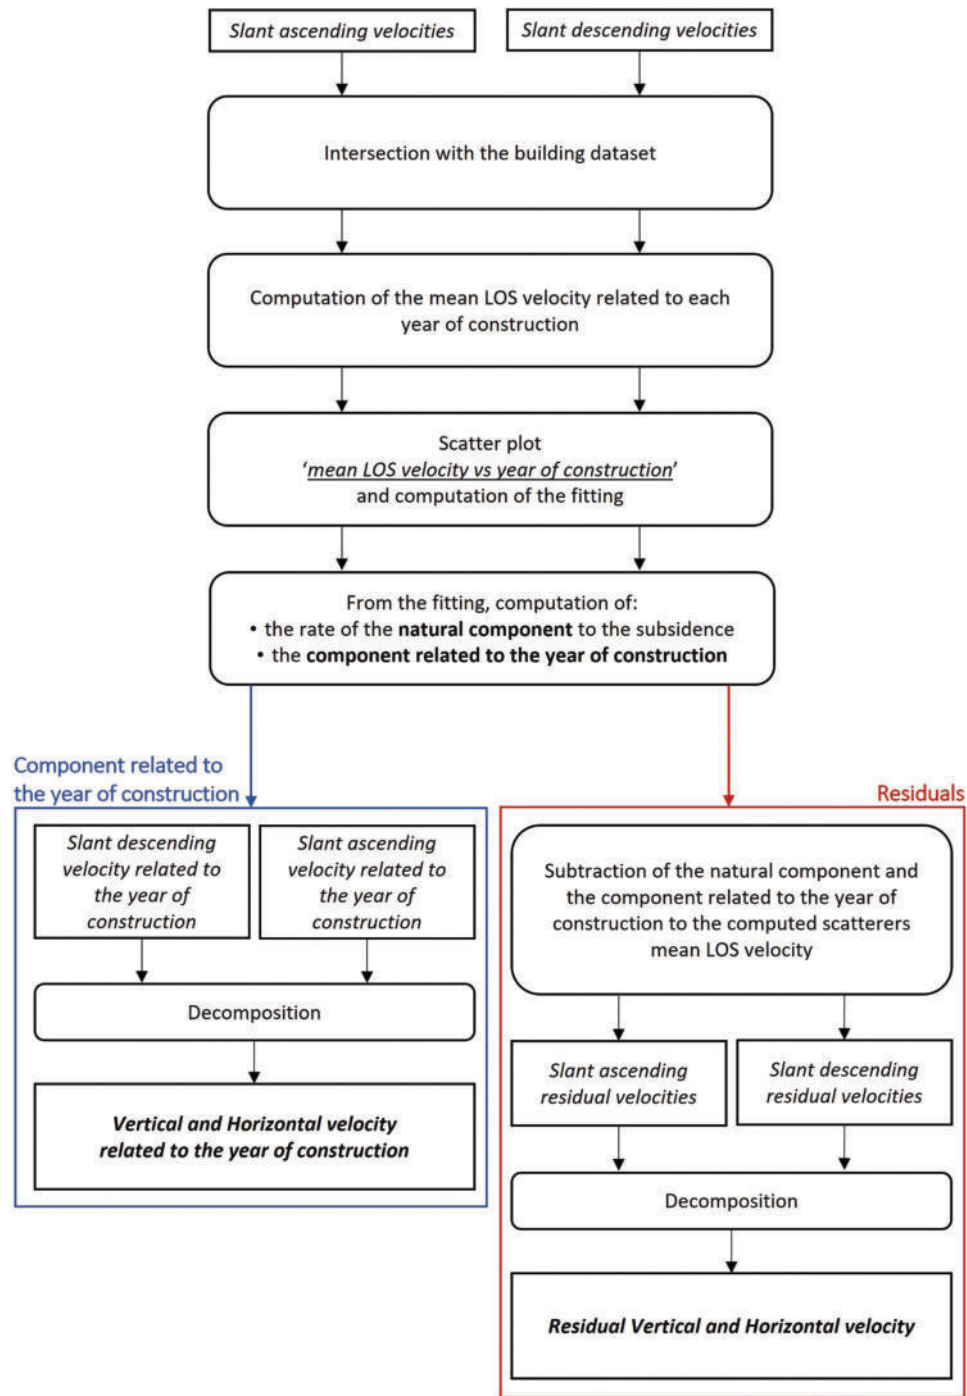 Slant ascending velocities
Slant descending velocities
Intersection with the building dataset
Computation of the mean LOS velocity related to each
year of construction
Scatter plot
‘mean LOS velocity vs year of construction’
and computation of the fitting
From the fitting, computation of:
• the rate of the natural component to the subsidence
• the component related to the year of construction
Component related to
the year of construction
Slant descending
velocity related to
the year of
construction
Slant ascending
velocity related to
the year of
construction
Decomposition
Vertical and Horizontal velocity
related to the year of construction
Residuals
Subtraction of the natural component and
the component related to the year of
construction to the computed scatterers
mean LOS velocity
Slant ascending
residual velocities
Slant descending
residual velocities
Decomposition
Residual Vertical and Horizontal velocity